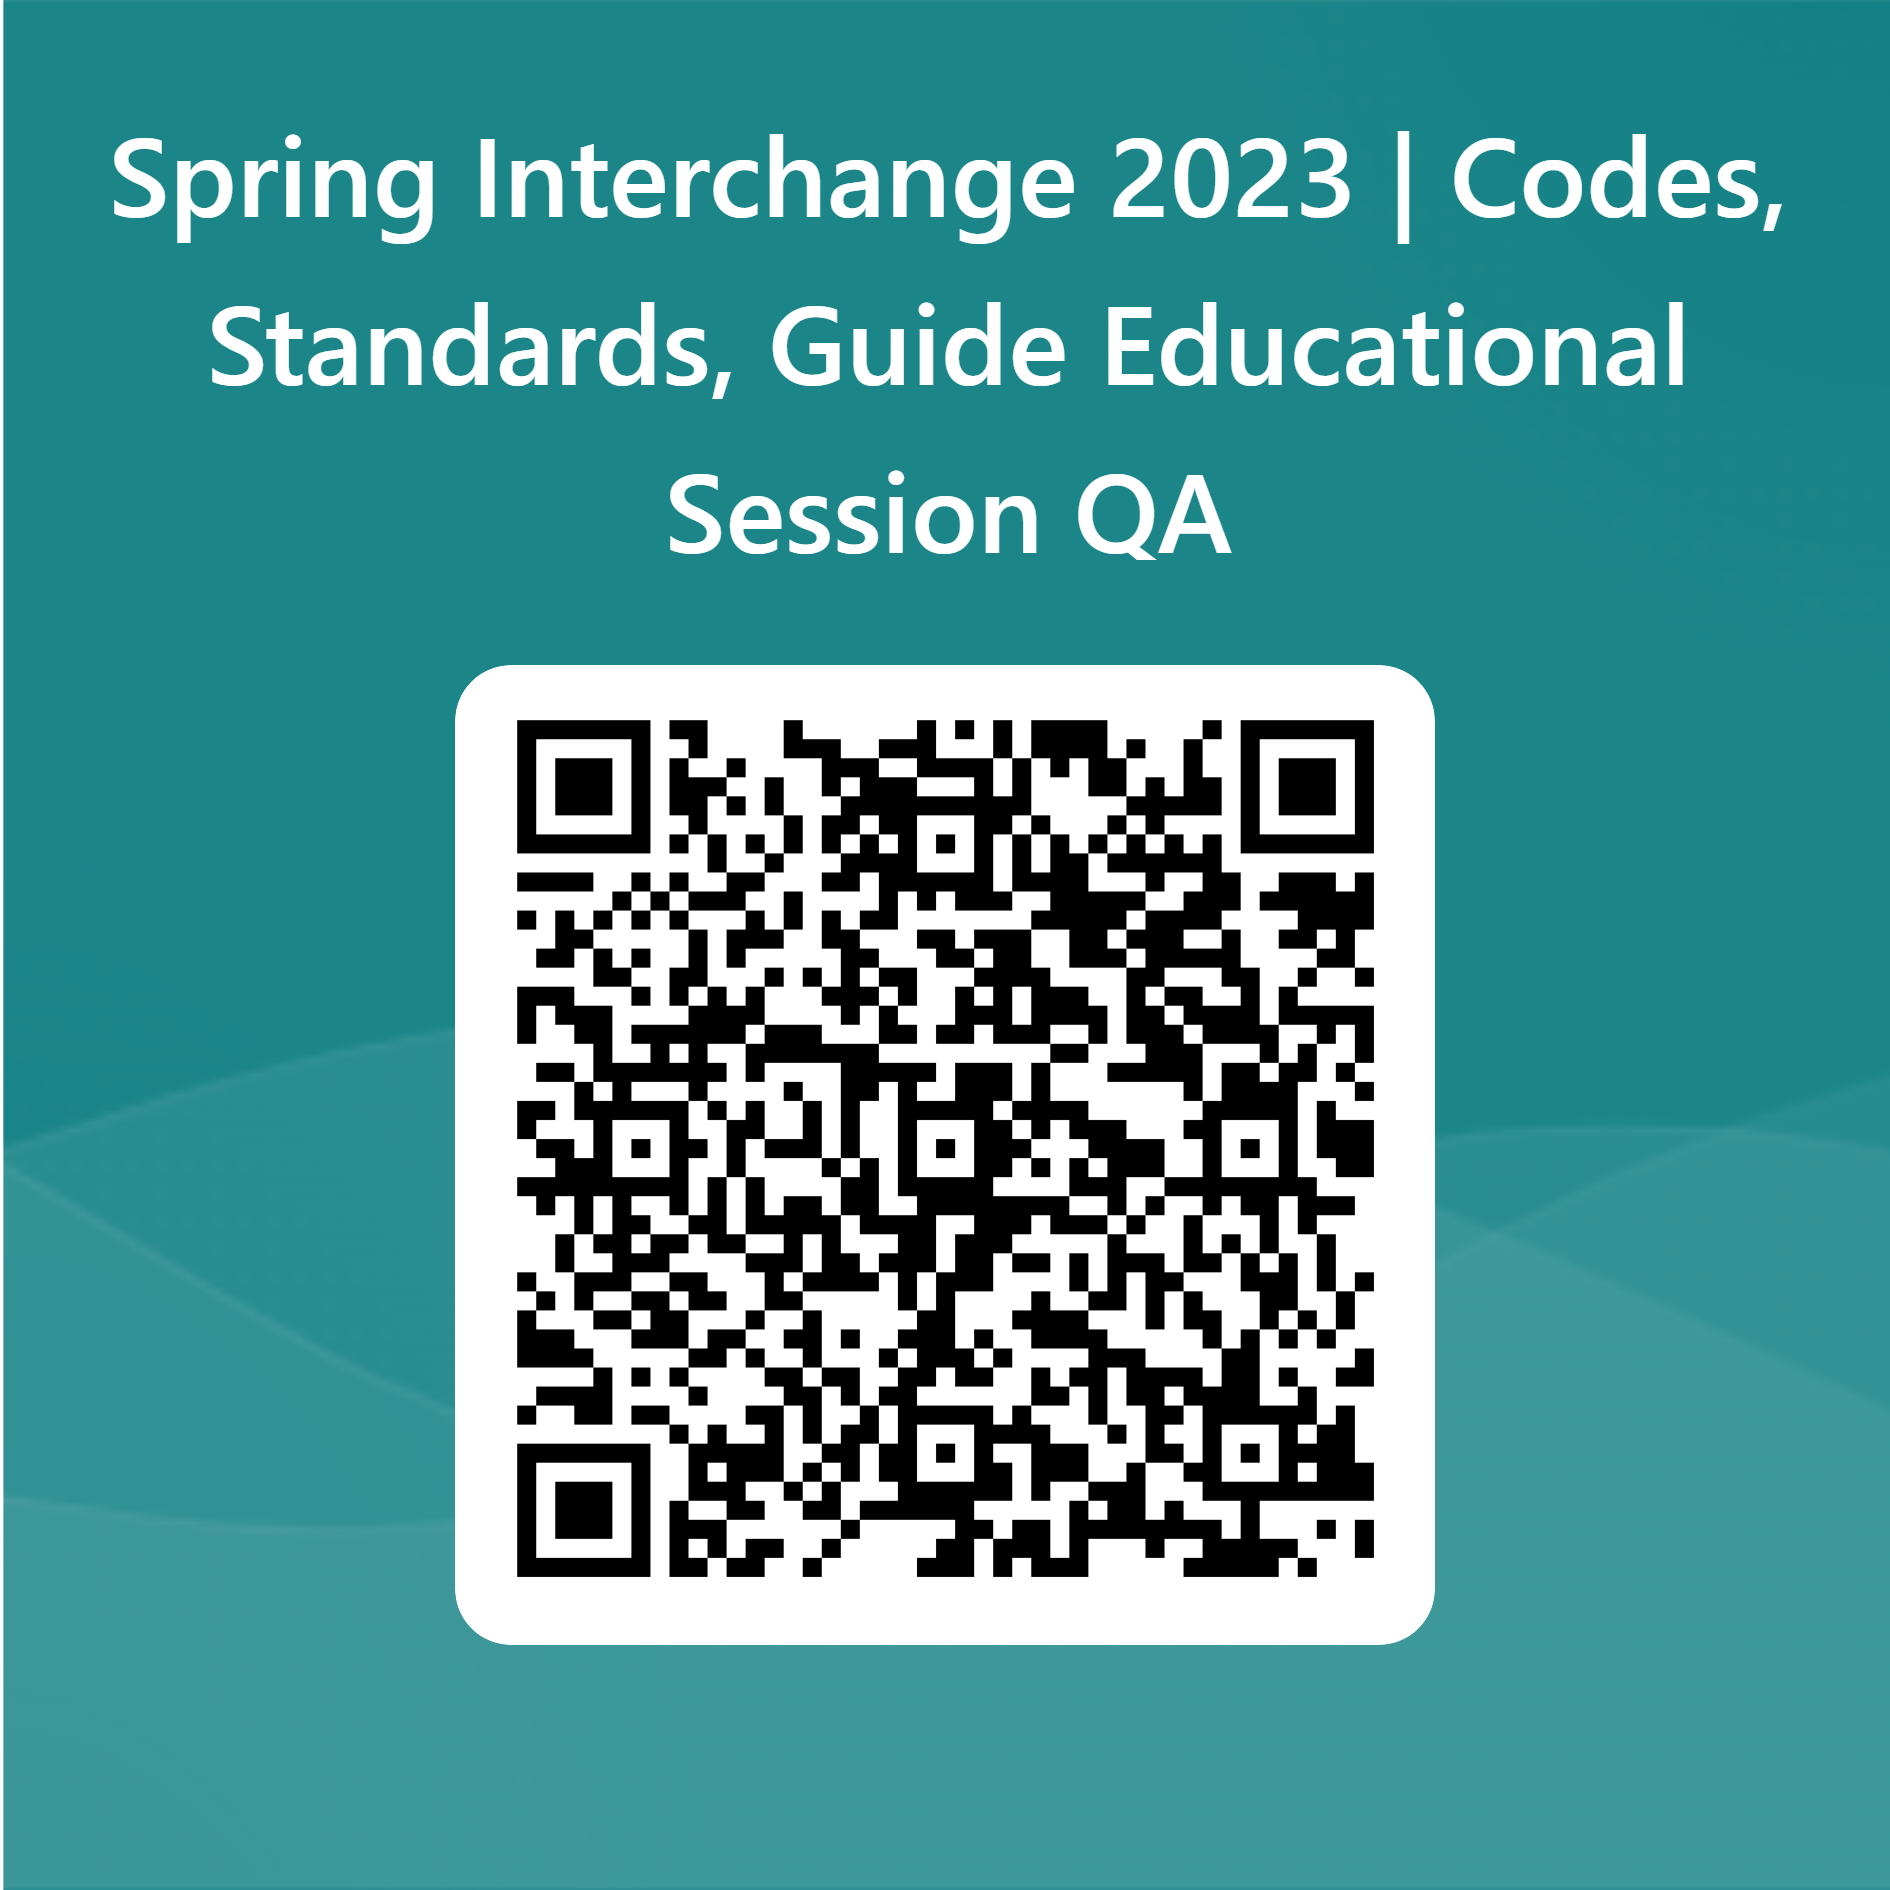 Spring Interchange 2023 | Codes,
Standards, Guide Educational
Session QA